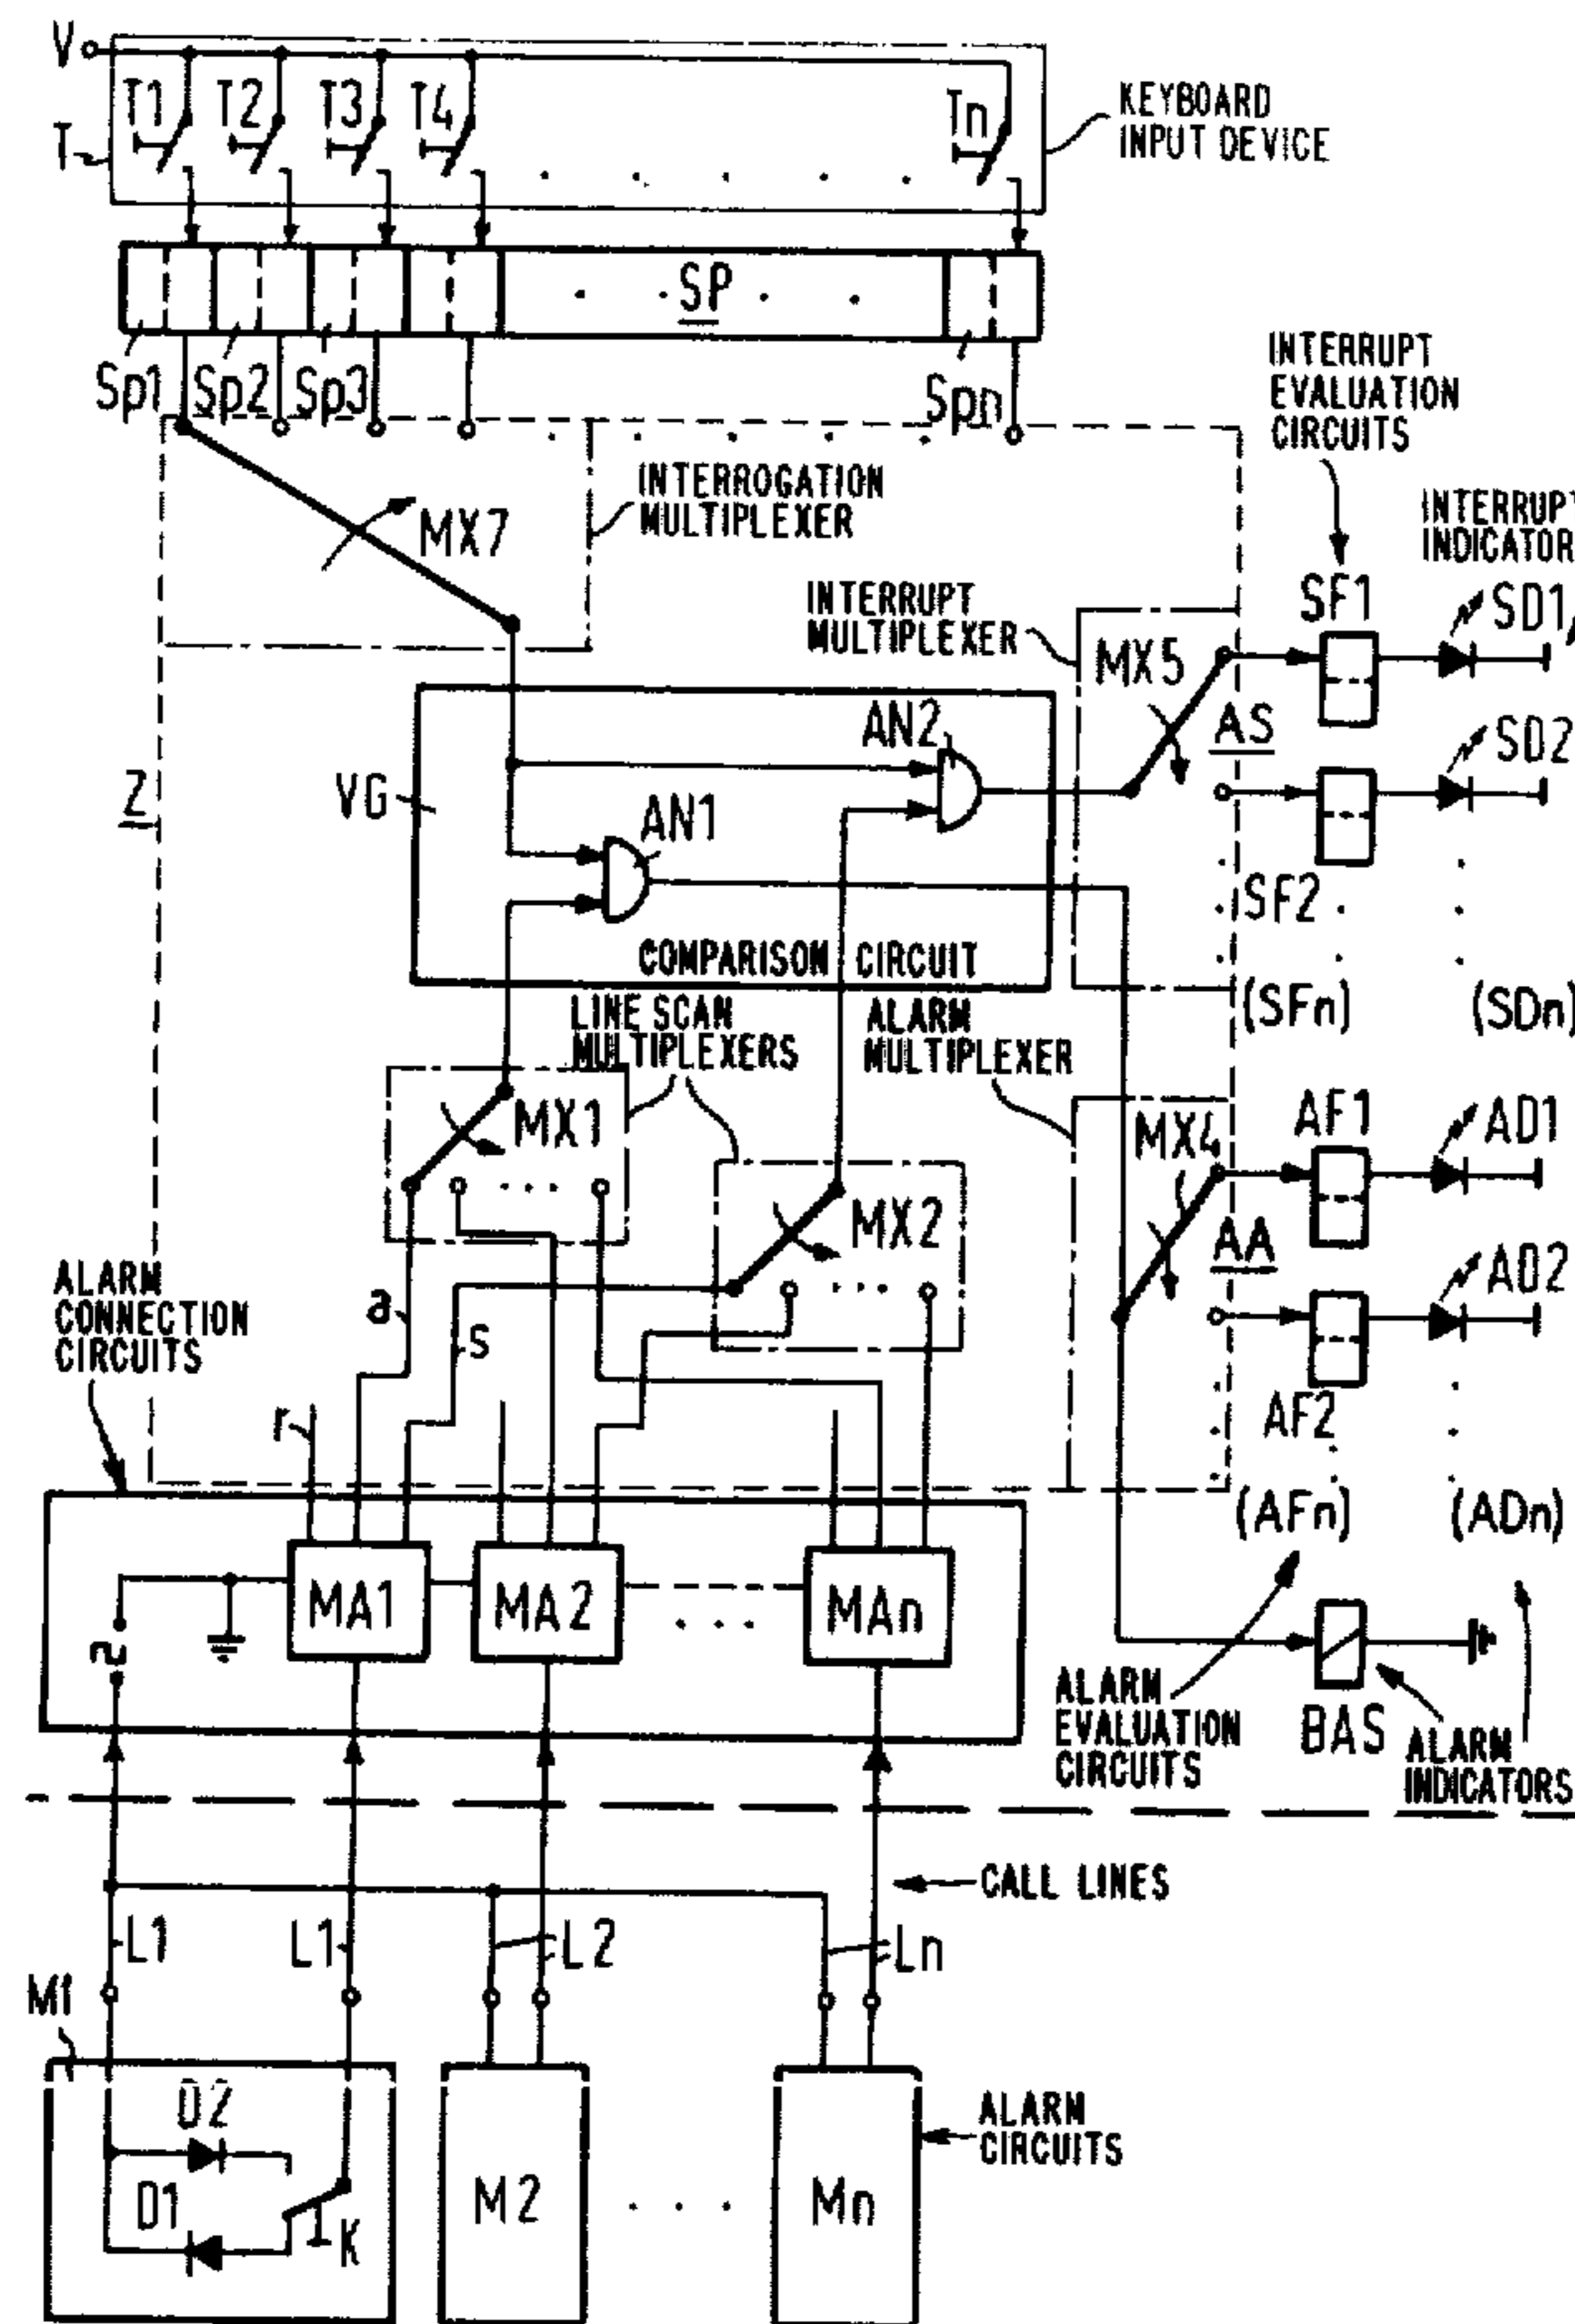 V
T1 T2 T3 T4 Tn
T
KEYBOARD
INPUT DEVICE
SP
Sp1 Sp2 Sp3 Spn
INTERRUPT
EVALUATION
CIRCUITS
INTERROGATION
MULTIPLEXER
MX7
INTERRUPT
INDICATOR
INTERRUPT
MULTIPLEXER
SF1
SD1
MX5
AS
AN2
SD2
Z
VG
AN1
SF2
COMPARISON CIRCUIT
(SFn)
(SDn)
LINE SCAN
MULTIPLEXERS
ALARM
MULTIPLEXER
MX1
MX4
AF1
AD1
MX2
AA
AD2
ALARM
CONNECTION
CIRCUITS
a
s
r
AF2
(AFn)
(ADn)
MA1
MA2
MAn
ALARM
EVALUATION
CIRCUITS
BAS
ALARM
INDICATORS
CALL LINES
L1
L1
L2
Ln
M1
D2
D1
K
M2
Mn
ALARM
CIRCUITS